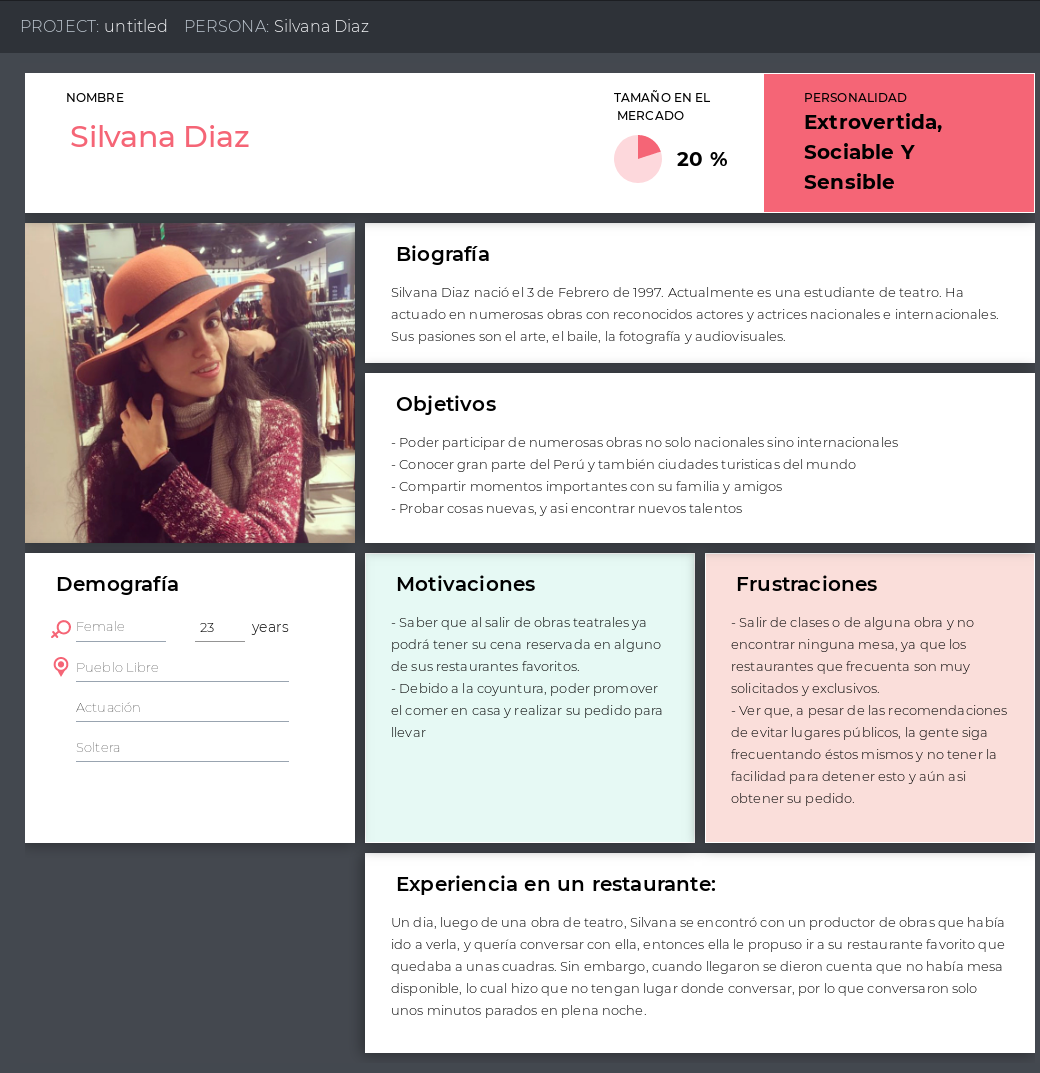 PROJECT: untitled PERSONA: Silvana Diaz
NOMBRE
Silvana Diaz
TAMAÑO EN EL
MERCADO
20 %
PERSONALIDAD
Extrovertida,
Sociable Y
Sensible
Biografía
Silvana Diaz nació el 3 de Febrero de 1997. Actualmente es una estudiante de teatro. Ha
actuado en numerosas obras con reconocidos actores y actrices nacionales e internacionales.
Sus pasiones son el arte, el baile, la fotografía y audiovisuales.
Objetivos
- Poder participar de numerosas obras no solo nacionales sino internacionales
- Conocer gran parte del Perú y también ciudades turisticas del mundo
- Compartir momentos importantes con su familia y amigos
- Probar cosas nuevas, y asi encontrar nuevos talentos
Demografía
Female 23 years
Pueblo Libre
Actuación
Soltera
Motivaciones
- Saber que al salir de obras teatrales ya
podrá tener su cena reservada en alguno
de sus restaurantes favoritos.
- Debido a la coyuntura, poder promover
el comer en casa y realizar su pedido para
llevar
Frustraciones
- Salir de clases o de alguna obra y no
encontrar ninguna mesa, ya que los
restaurantes que frecuenta son muy
solicitados y exclusivos.
- Ver que, a pesar de las recomendaciones
de evitar lugares públicos, la gente siga
frecuentando éstos mismos y no tener la
facilidad para detener esto y aún asi
obtener su pedido.
Experiencia en un restaurante:
Un dia, luego de una obra de teatro, Silvana se encontró con un productor de obras que había
ido a verla, y quería conversar con ella, entonces ella le propuso ir a su restaurante favorito que
quedaba a unas cuadras. Sin embargo, cuando llegaron se dieron cuenta que no había mesa
disponible, lo cual hizo que no tengan lugar donde conversar, por lo que conversaron solo
unos minutos parados en plena noche.